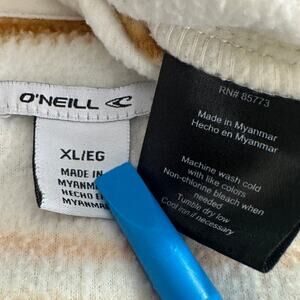 O'NEILL
XL/EG
MADE IN
MYANMAR
HECHO EN
MYANMAR
RN# 85773
Made in Myanmar
Hecho en Myanmar
Machine wash cold
with like colors
Non-chlorine bleach when
needed
Tumble dry low
Cool iron if necessary